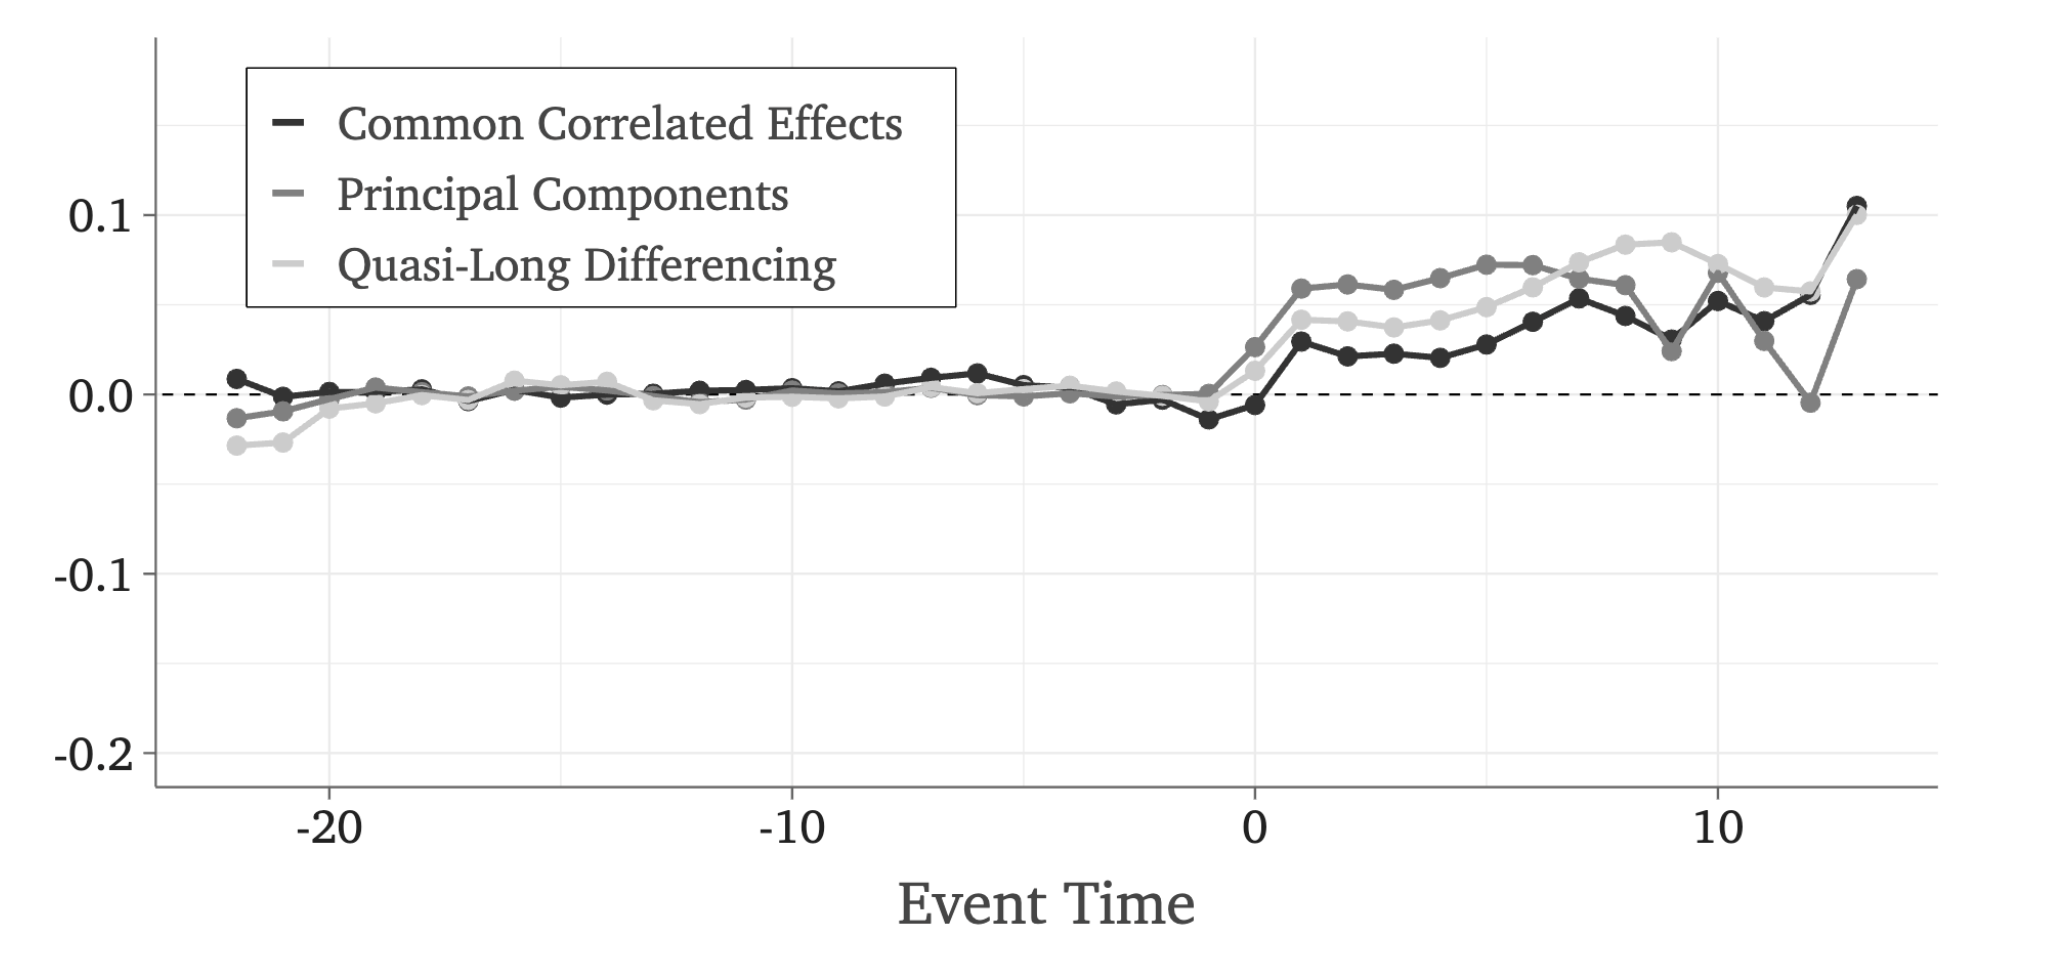 Common Correlated Effects
Principal Components
Quasi-Long Differencing
0.1
0.0
-0.1
-0.2
-20 -10 0 10
Event Time